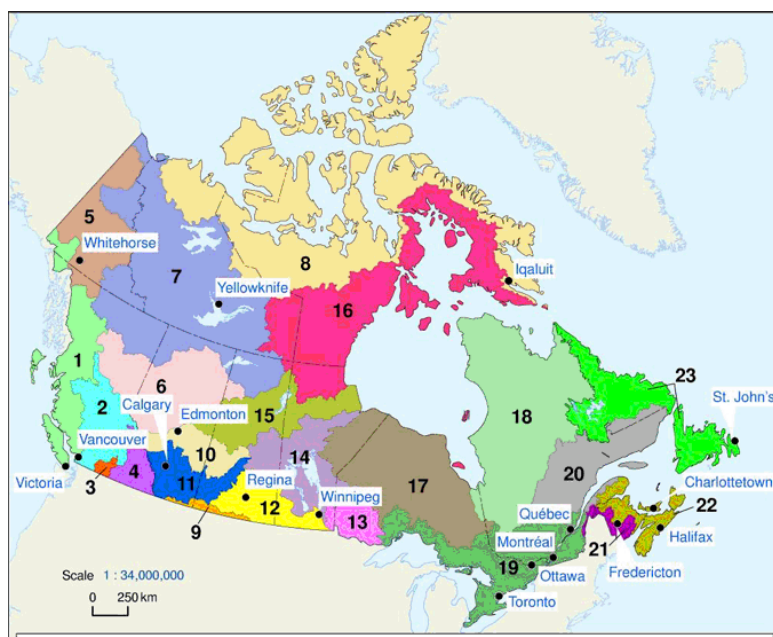 5
Whitehorse
7
8
Yellowknife
Iqaluit
16
1
6
23
2
Calgary
Edmonton
15
18
St. John's
Vancouver
10
14
20
4
11
Regina
17
Charlottetown
Victoria
3
12
Winnipeg
22
9
13
Québec
Montréal
21
Halifax
19
Ottawa
Fredericton
Scale 1 : 34,000,000
0 250 km
Toronto